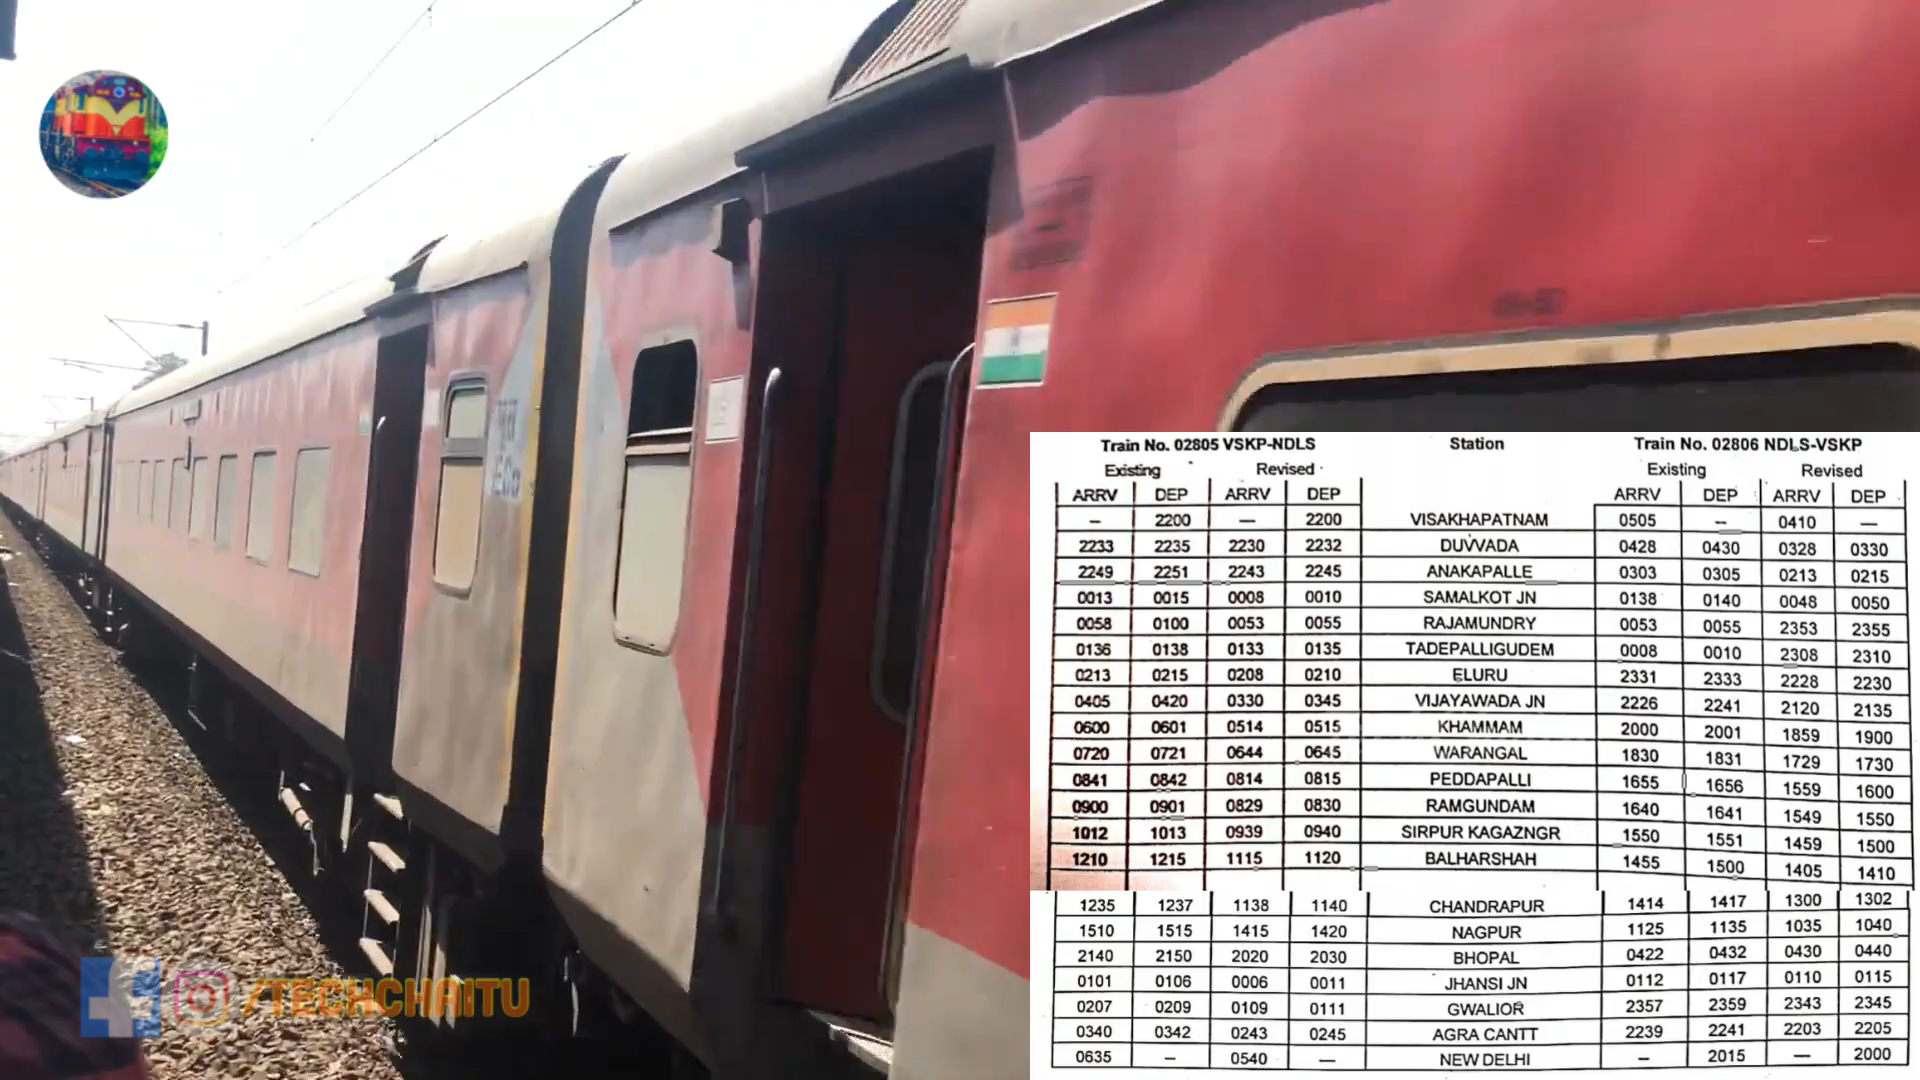 Train No. 02805 VSKP-NDLS Station Train No. 02806 NDLS-VSKP
Existing Revised Existing Revised
ARRV DEP ARRV DEP ARRV DEP ARRV DEP
– 2200 — 2200 VISAKHAPATNAM 0505 – 0410 —
2233 2235 2230 2232 DUVVADA 0428 0430 0328 0330
2249 2251 2243 2245 ANAKAPALLE 0303 0305 0213 0215
0013 0015 0008 0010 SAMALKOT JN 0138 0140 0048 0050
0058 0100 0053 0055 RAJAMUNDRY 0053 0055 2353 2355
0136 0138 0133 0135 TADEPALLIGUDEM 0008 0010 2308 2310
0213 0215 0208 0210 ELURU 2331 2333 2228 2230
0405 0420 0330 0345 VIJAYAWADA JN 2226 2241 2120 2135
0600 0601 0514 0515 KHAMMAM 2000 2001 1859 1900
0720 0721 0644 0645 WARANGAL 1830 1831 1729 1730
0841 0842 0814 0815 PEDDAPALLI 1655 1656 1559 1600
0900 0901 0829 0830 RAMGUNDAM 1640 1641 1549 1550
1012 1013 0939 0940 SIRPUR KAGAZNGR 1550 1551 1459 1500
1210 1215 1115 1120 BALHARSHAH 1455 1500 1405 1410
1235 1237 1138 1140 CHANDRAPUR 1414 1417 1300 1302
1510 1515 1415 1420 NAGPUR 1125 1135 1035 1040
2140 2150 2020 2030 BHOPAL 0422 0432 0430 0440
0101 0106 0006 0011 JHANSI JN 0112 0117 0110 0115
0207 0209 0109 0111 GWALIOR 2357 2359 2343 2345
0340 0342 0243 0245 AGRA CANTT 2239 2241 2203 2205
0635 – 0540 — NEW DELHI – 2015 — 2000
/TECHCHAITU